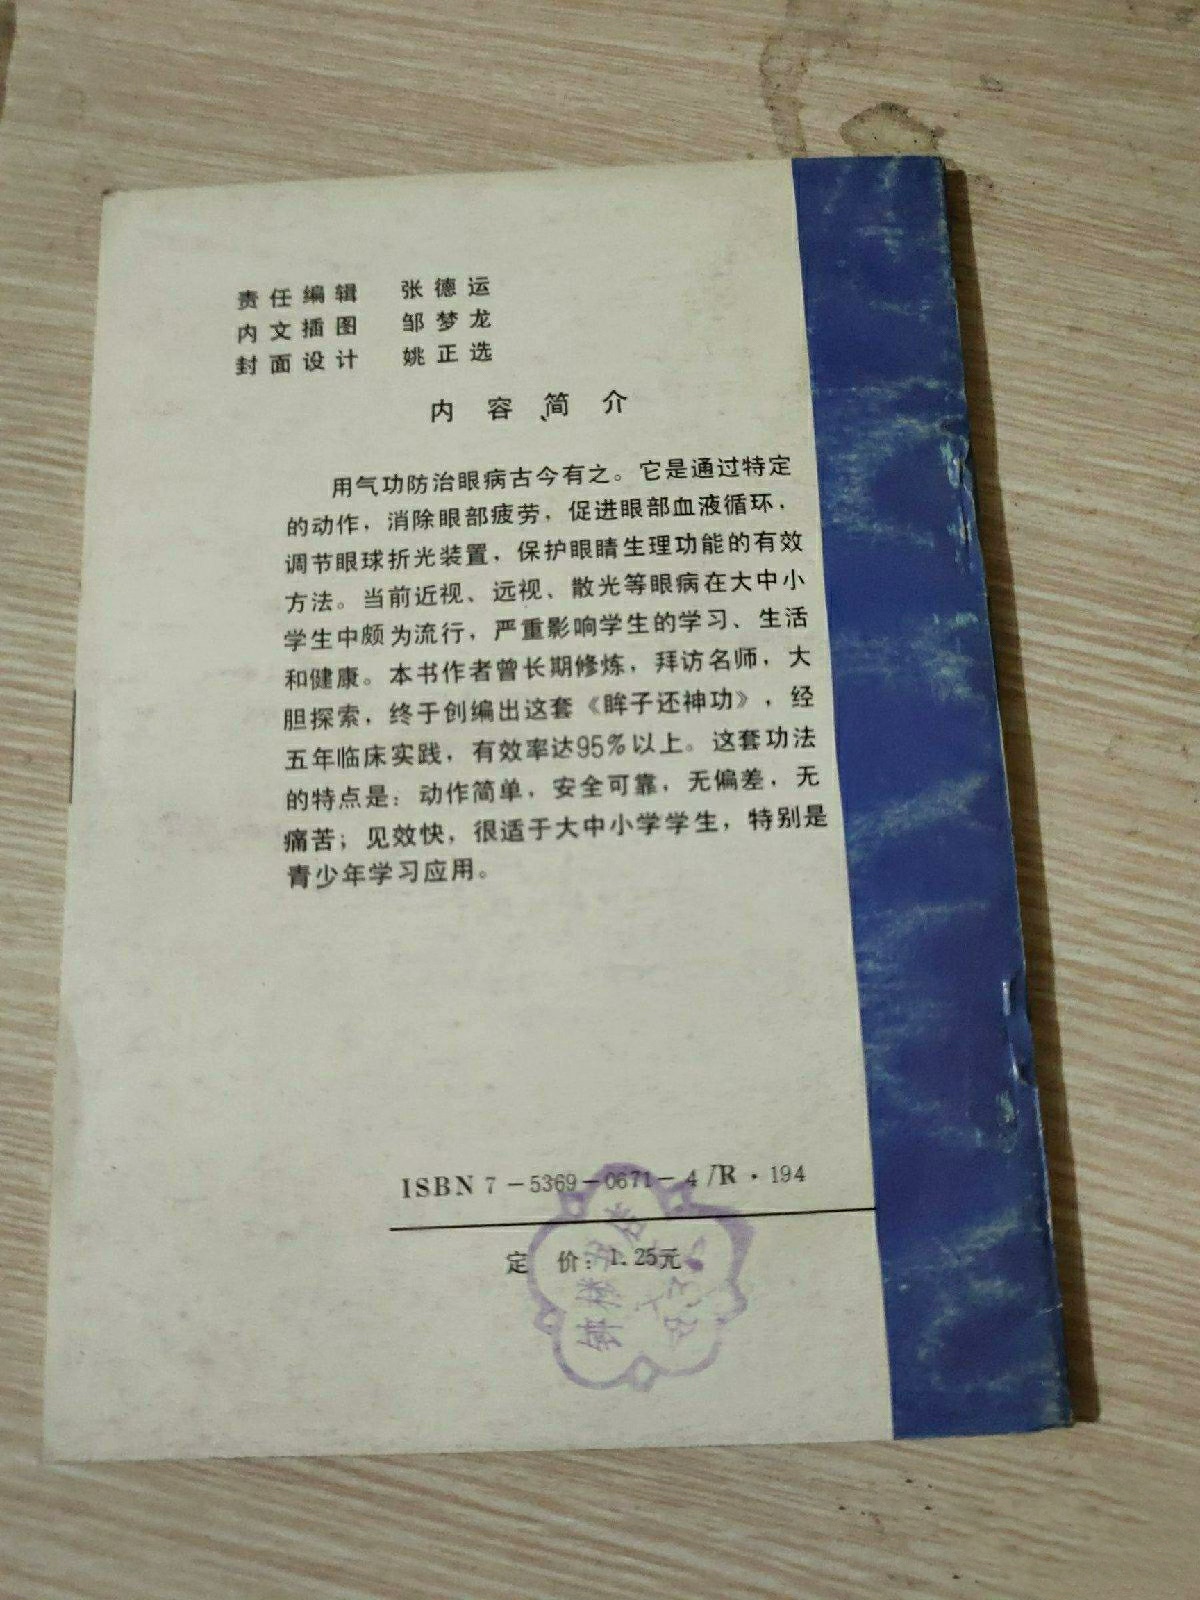 责任编辑 张德运
内文插图 邹梦龙
封面设计 姚正选
内容简介
用气功防治眼病古今有之。它是通过特定
的动作，消除眼部疲劳，促进眼部血液循环，
调节眼球折光装置，保护眼睛生理功能的有效
方法。当前近视、远视、散光等眼病在大中小
学生中颇为流行，严重影响学生的学习、生活
和健康。本书作者曾长期修炼，拜访名师，大
胆探索，终于创编出这套《眸子还神功》，经
五年临床实践，有效率达95%以上。这套功法
的特点是：动作简单，安全可靠，无偏差，无
痛苦；见效快，很适于大中小学学生，特别是
青少年学习应用。
ISBN 7-5369-0671-4/R·194
定 价：1.25元